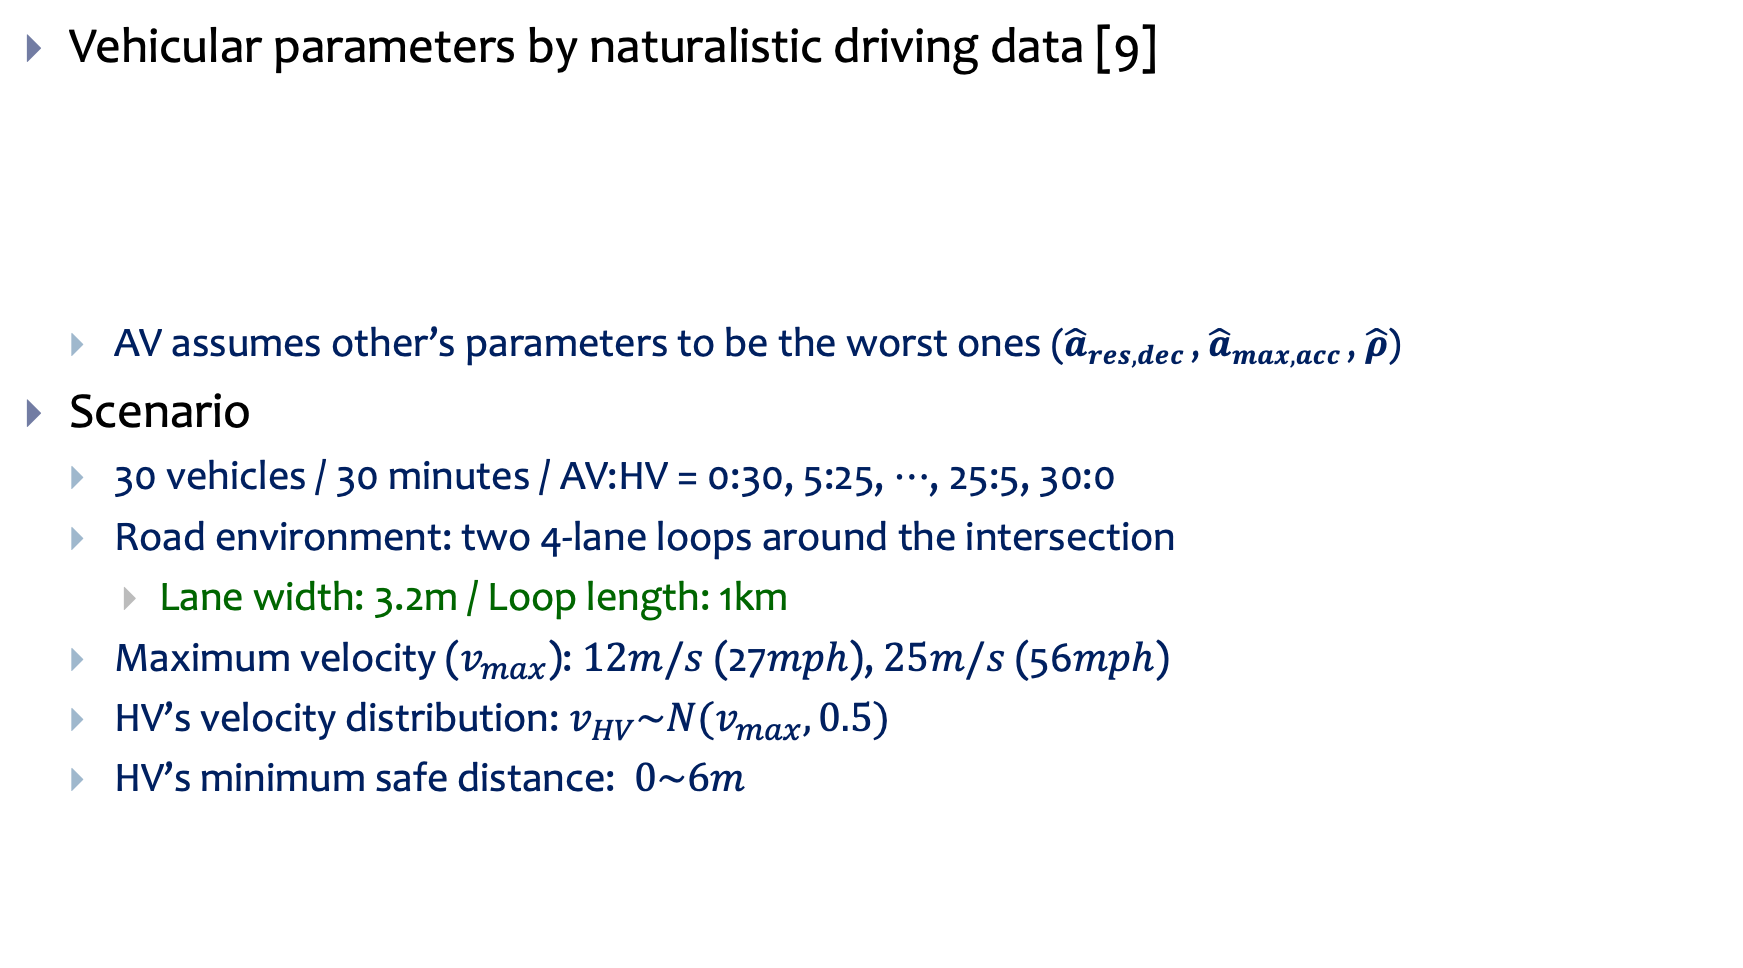 Vehicular parameters by naturalistic driving data [9]
AV assumes other’s parameters to be the worst ones (â_res,dec , â_max,acc , ρ̂)
Scenario
30 vehicles / 30 minutes / AV:HV = 0:30, 5:25, ⋯, 25:5, 30:0
Road environment: two 4-lane loops around the intersection
Lane width: 3.2m / Loop length: 1km
Maximum velocity (v_max): 12m/s (27mph), 25m/s (56mph)
HV’s velocity distribution: v_HV~N(v_max, 0.5)
HV’s minimum safe distance: 0~6m